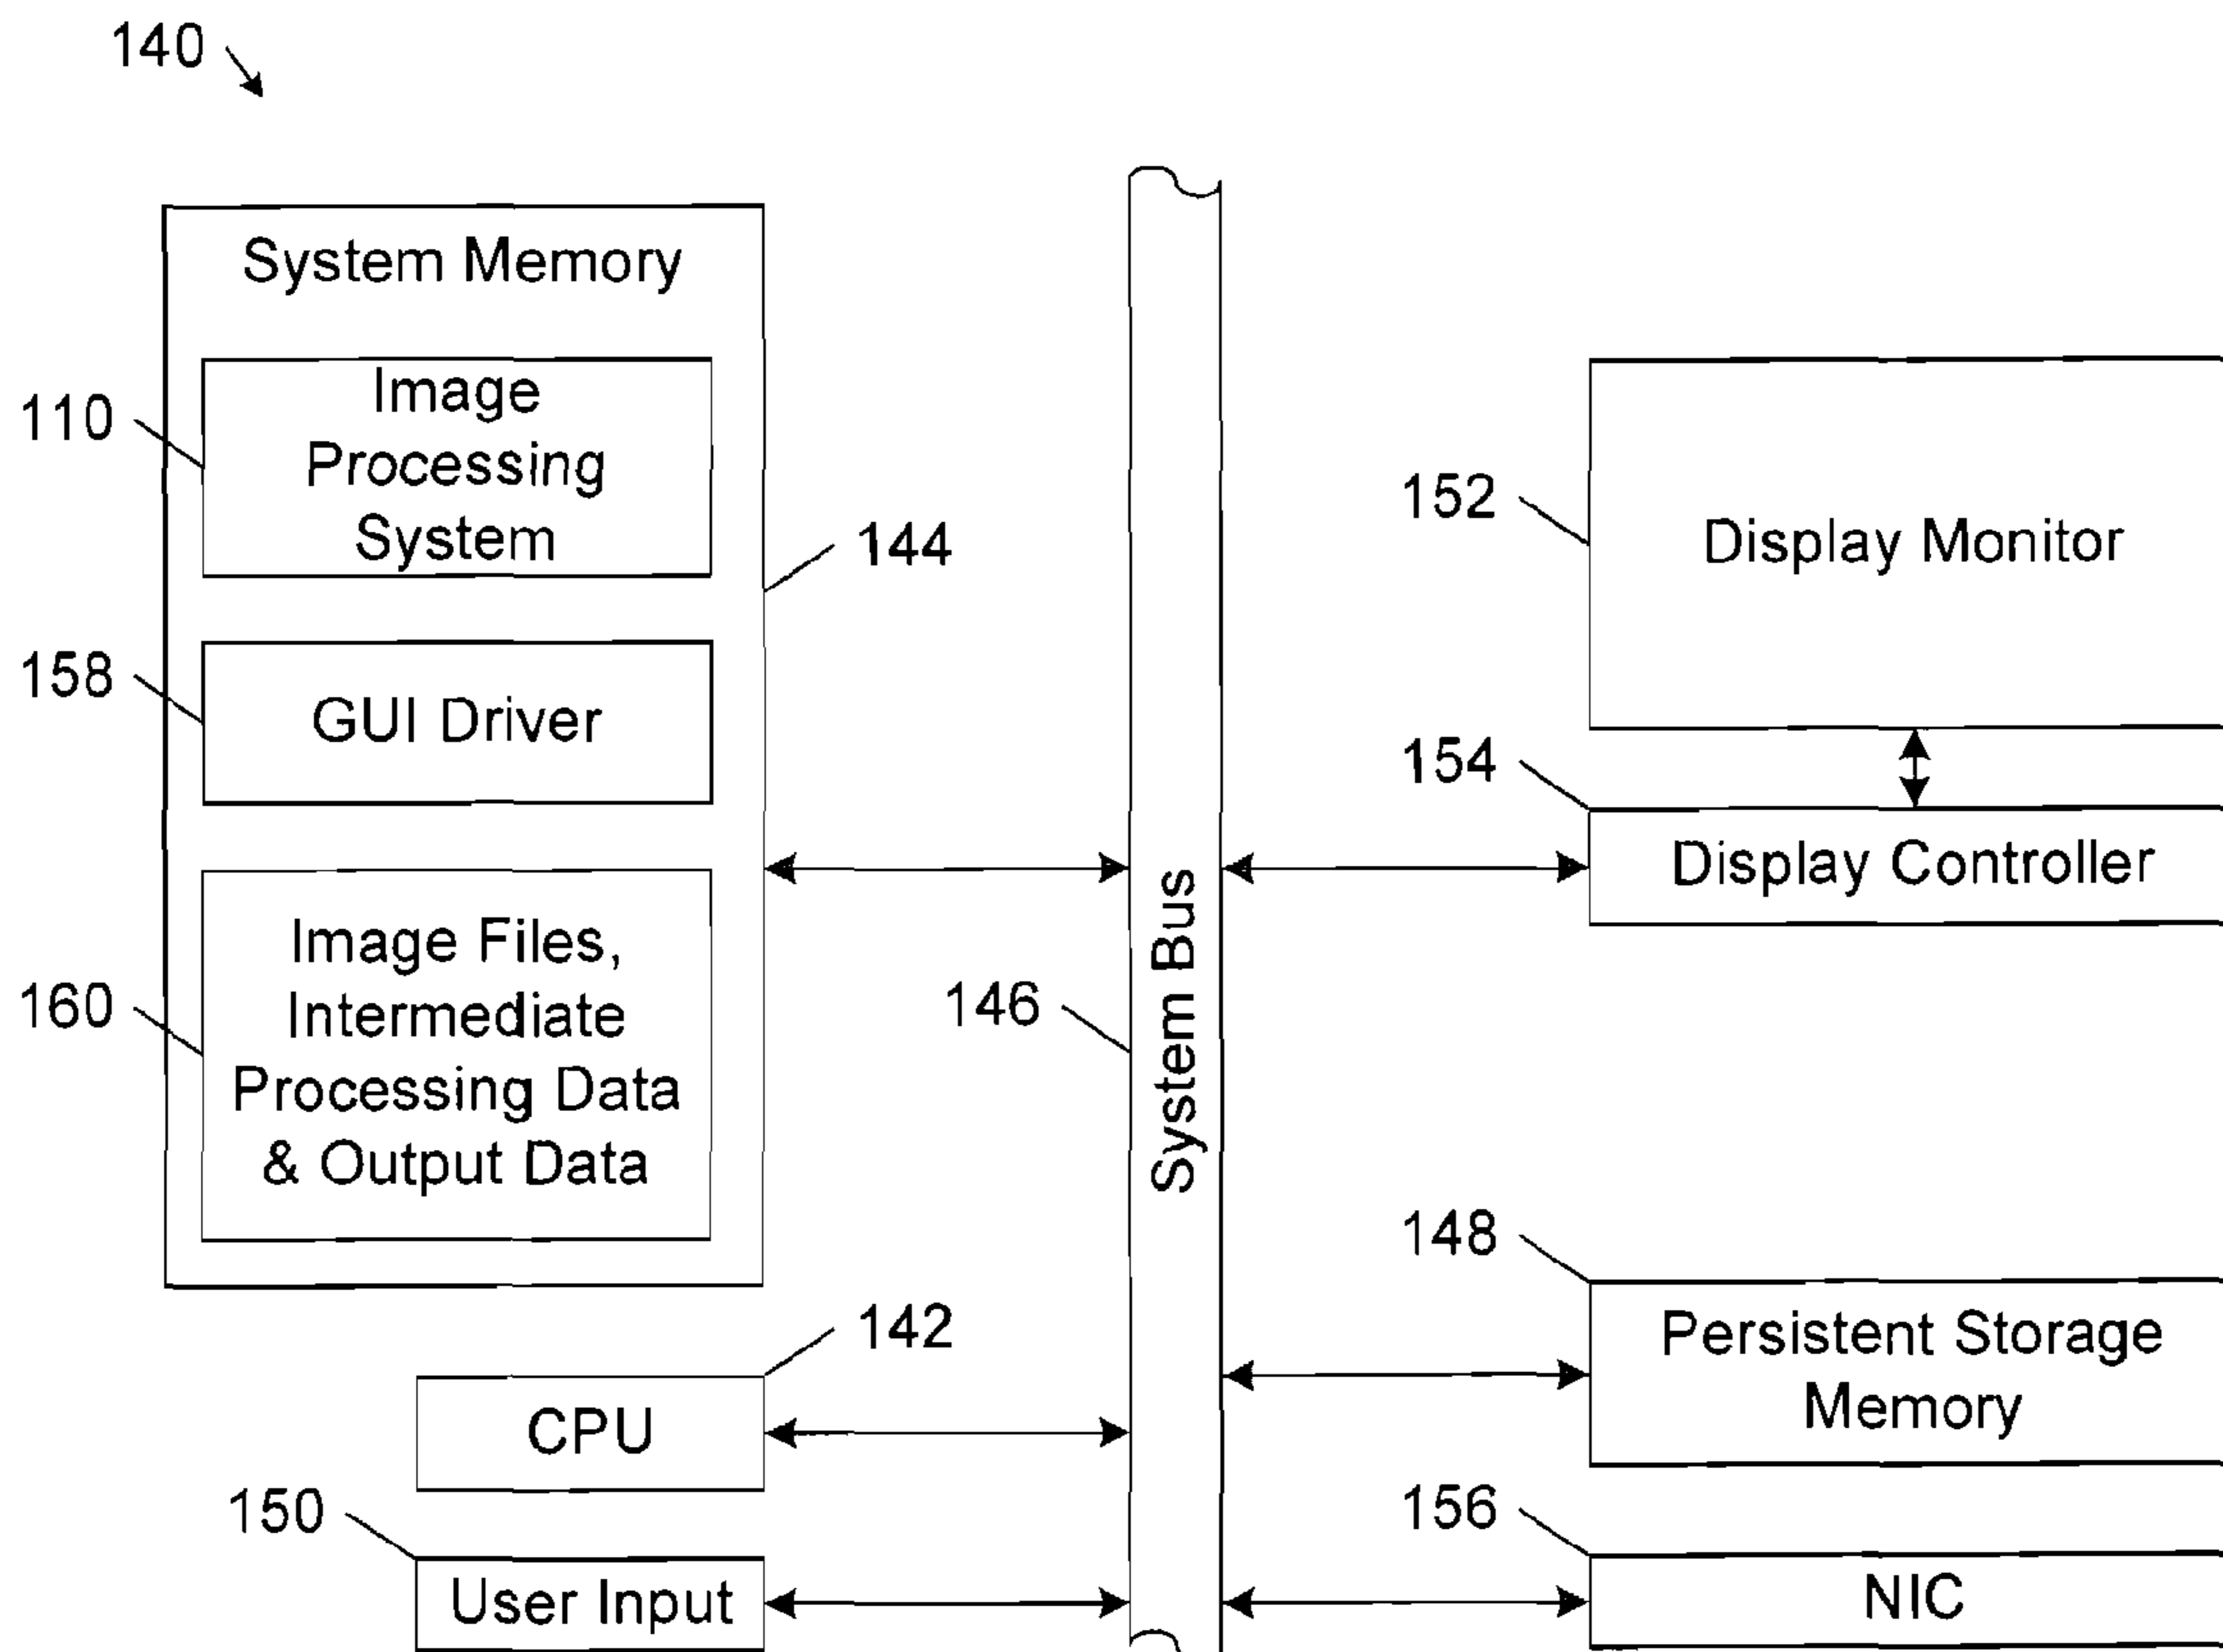 140
System Memory
110
Image
Processing
System
144
158
GUI Driver
160
Image Files,
Intermediate
Processing Data
& Output Data
142
CPU
150
User Input
146
System Bus
152
Display Monitor
154
Display Controller
148
Persistent Storage
Memory
156
NIC